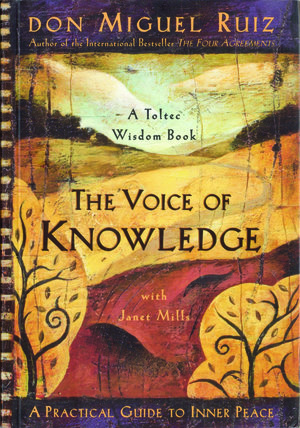 DON MIGUEL RUIZ
Author of the International Bestseller THE FOUR AGREEMENTS
A Toltec
Wisdom Book
THE VOICE OF
KNOWLEDGE
with
Janet Mills
A PRACTICAL GUIDE TO INNER PEACE